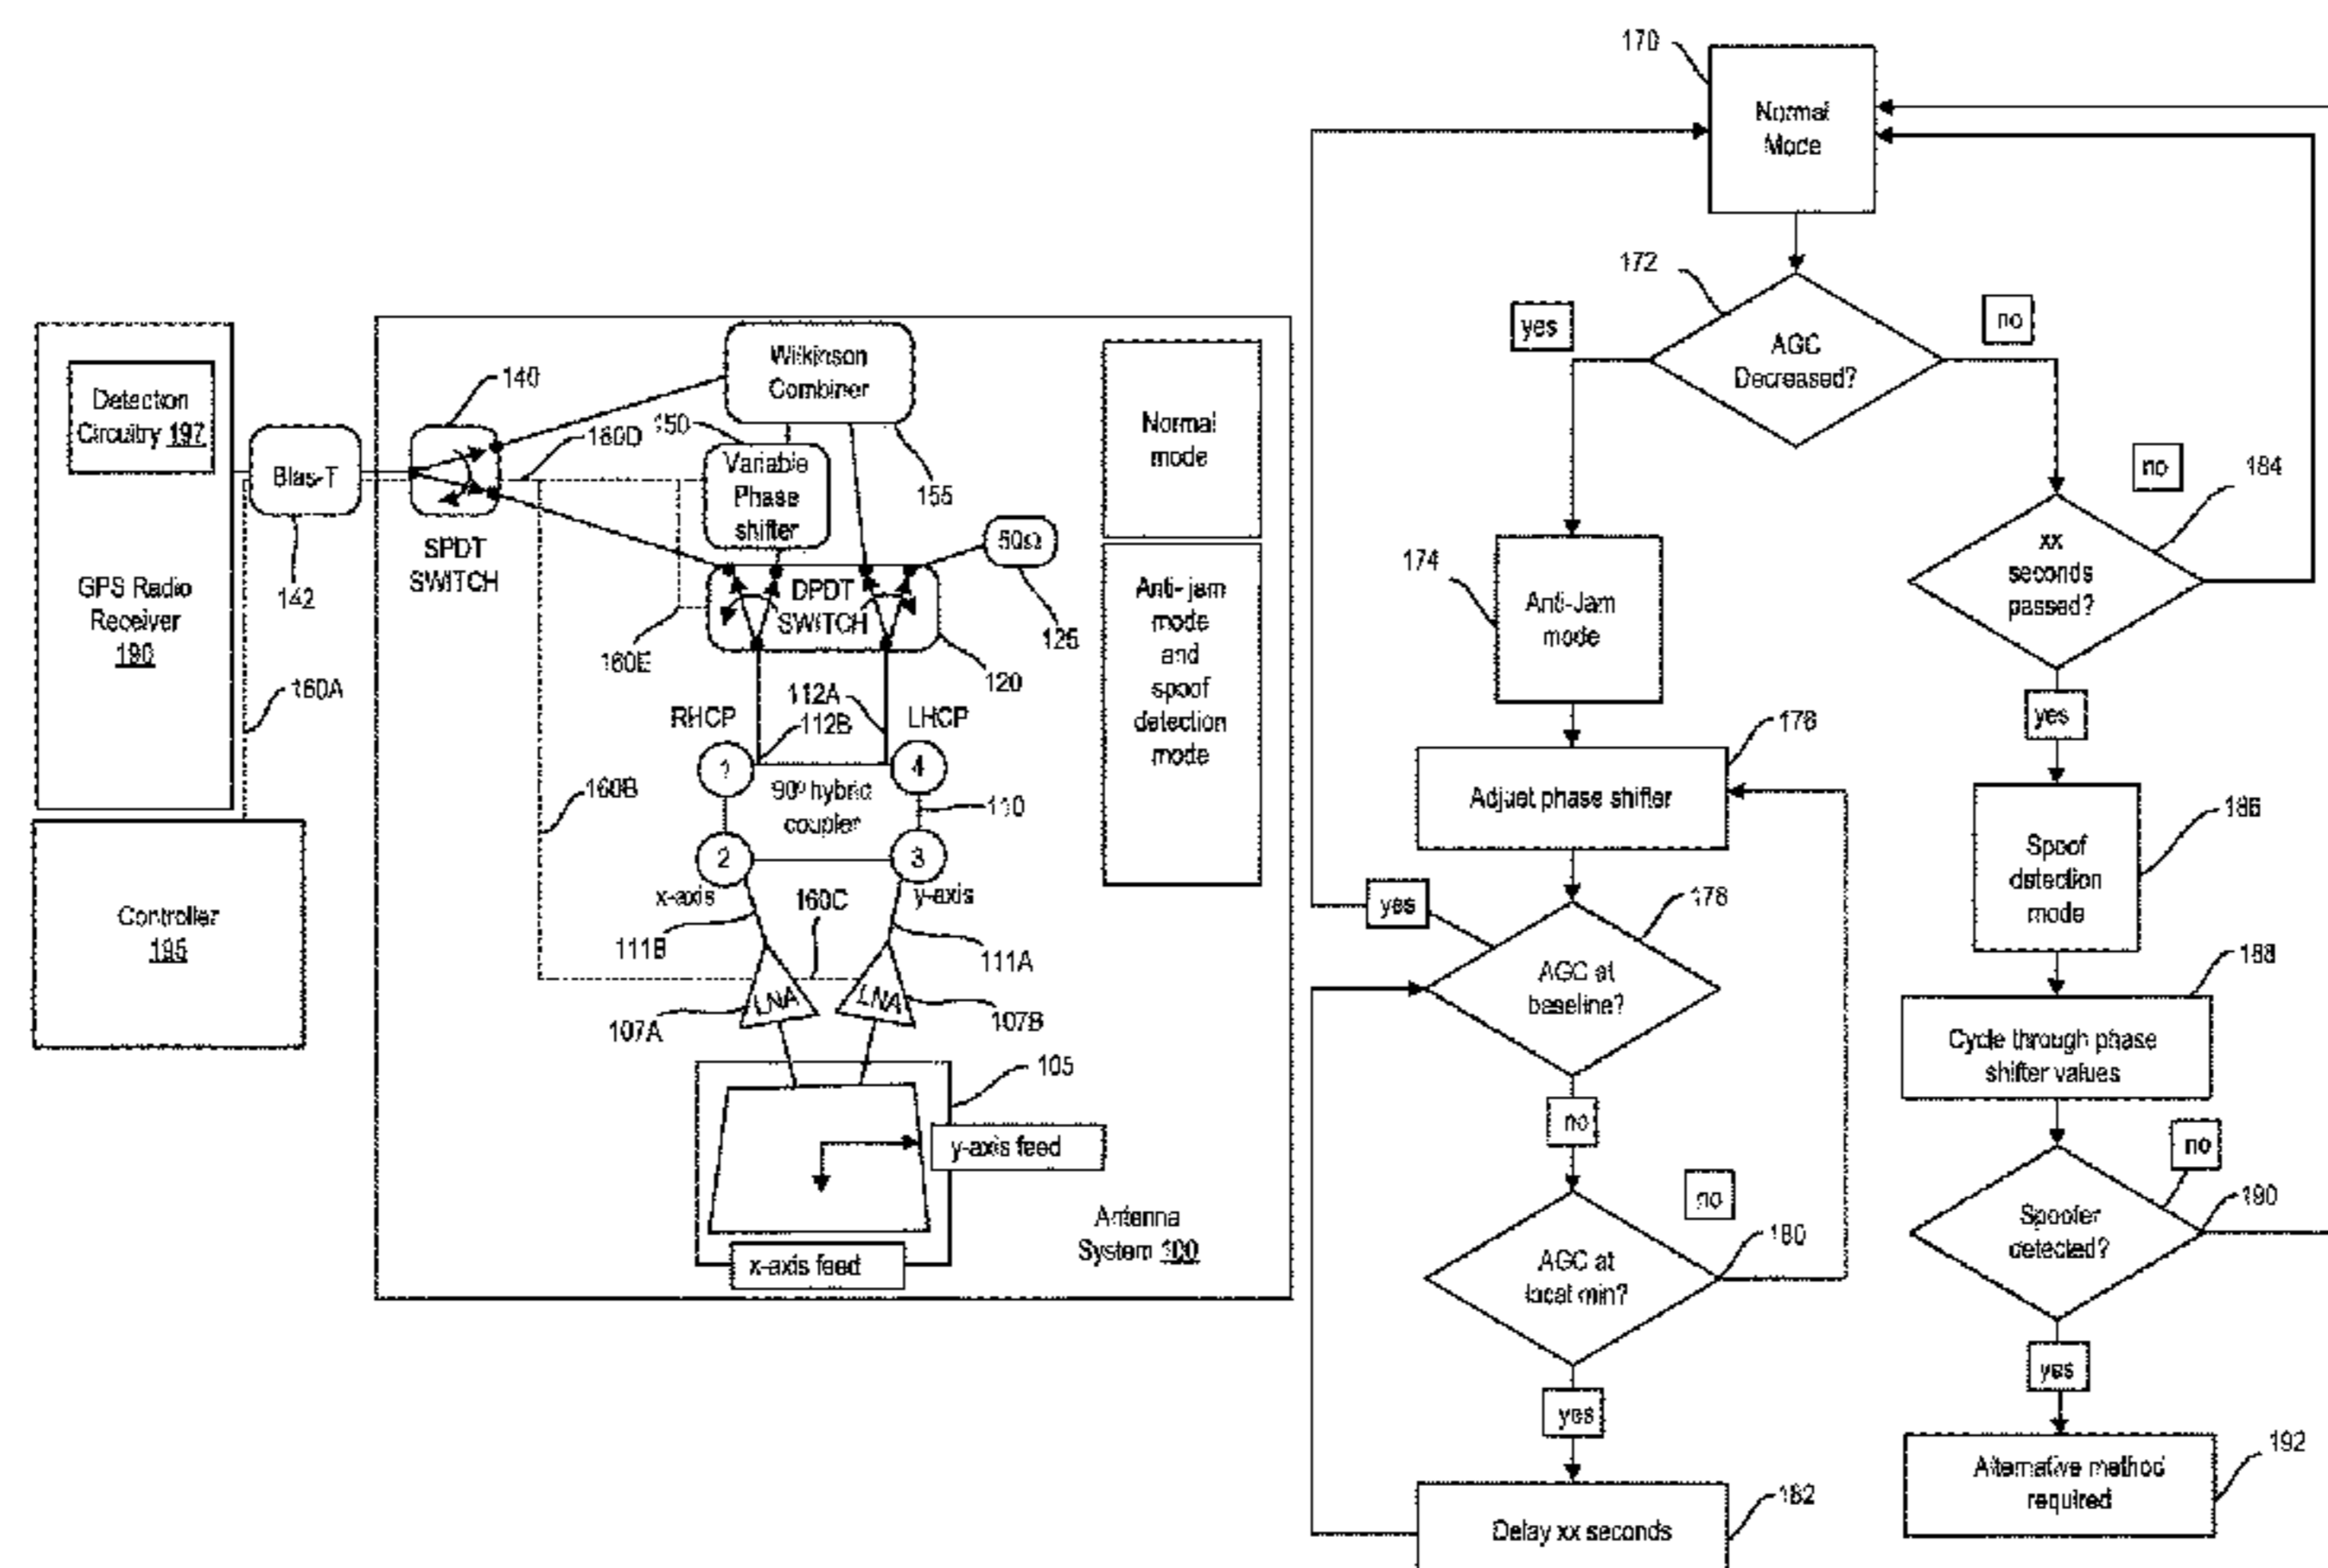 Detection
Circuitry 197
GPS Radio
Receiver
190
Controller
195
Bias-T
142
160A
140
SPDT
SWITCH
Wilkinson
Combiner
160D
150
155
Variable
Phase
shifter
50Ω
125
DPDT
SWITCH
160E
120
112A
112B
RHCP
LHCP
1
4
90º hybrid
coupler
110
2
3
x-axis
y-axis
160B
160C
111B
111A
LNA
LNA
107A
107B
105
y-axis feed
x-axis feed
Antenna
System 100
Normal
mode
Anti-jam
mode
and
spoof
detection
mode
170
Normal
Mode
172
AGC
Decreased?
yes
no
174
Anti-Jam
mode
176
Adjust phase shifter
178
AGC at
baseline?
yes
no
no
180
AGC at
local min?
yes
182
Delay xx seconds
no
184
xx
seconds
passed?
yes
186
Spoof
detection
mode
188
Cycle through phase
shifter values
no
190
Spoofer
detected?
yes
192
Alternative method
required